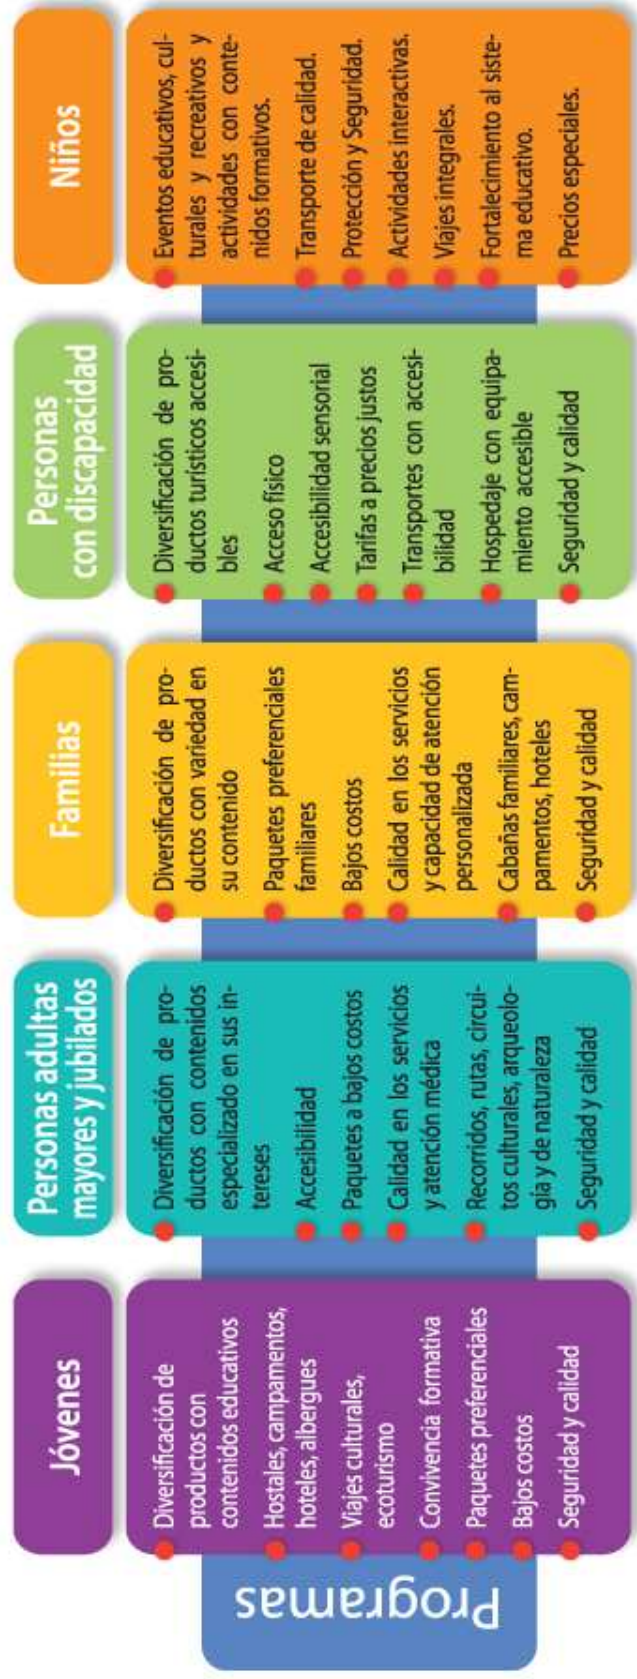 Programas
Jóvenes
Diversificación de
productos con
contenidos educativos
Hostales, campamentos,
hoteles, albergues
Viajes culturales,
ecoturismo
Convivencia formativa
Paquetes preferenciales
Bajos costos
Seguridad y calidad
Personas adultas
mayores y jubilados
Diversificación de pro-
ductos con contenidos
especializado en sus in-
tereses
Accesibilidad
Paquetes a bajos costos
Calidad en los servicios
y atención médica
Recorridos, rutas, circui-
tos culturales, arqueolo-
gía y de naturaleza
Seguridad y calidad
Familias
Diversificación de pro-
ductos con variedad en
su contenido
Paquetes preferenciales
familiares
Bajos costos
Calidad en los servicios
y capacidad de atención
personalizada
Cabañas familiares, cam-
pamentos, hoteles
Seguridad y calidad
Personas
con discapacidad
Diversificación de pro-
ductos turísticos accesi-
bles
Acceso físico
Accesibilidad sensorial
Tarifas a precios justos
Transportes con accesi-
bilidad
Hospedaje con equipa-
miento accesible
Seguridad y calidad
Niños
Eventos educativos, cul-
turales y recreativos y
actividades con conte-
nidos formativos.
Transporte de calidad.
Protección y Seguridad.
Actividades interactivas.
Viajes integrales.
Fortalecimiento al siste-
ma educativo.
Precios especiales.